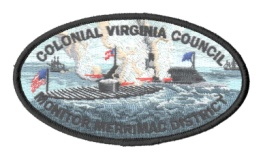 COLONIAL VIRGINIA COUNCIL
MONITOR MERRIMAC DISTRICT